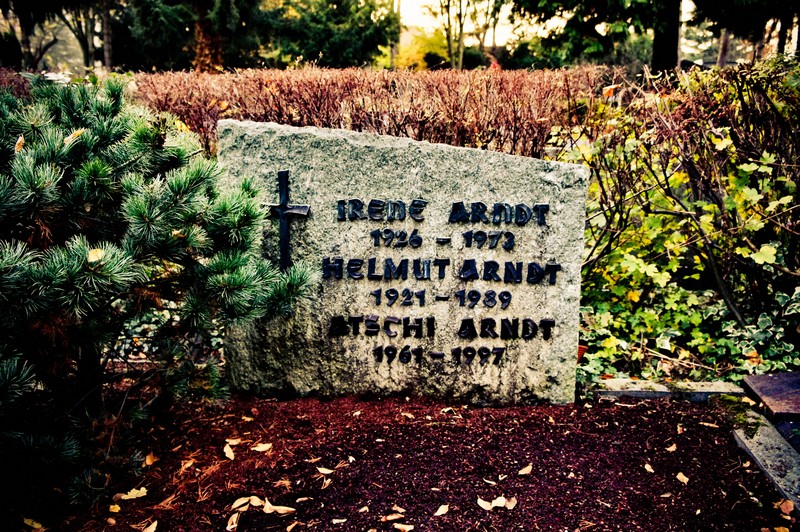 IRENE ARNDT
1926 – 1973
HELMUT ARNDT
1921 – 1989
ATSCHI ARNDT
1961 – 1997